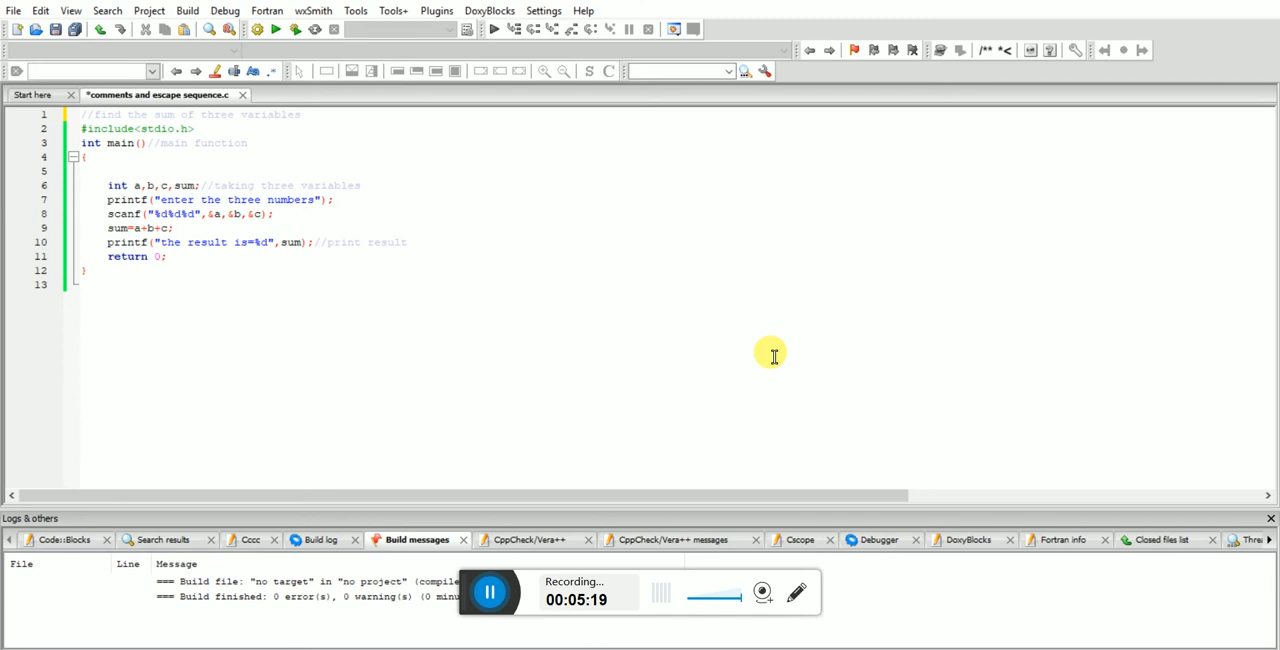 File Edit View Search Project Build Debug Fortran wxSmith Tools Tools+ Plugins DoxyBlocks Settings Help
/** *<
S C
Start here *comments and escape sequence.c
1 //find the sum of three variables
2 #include<stdio.h>
3 int main()//main function
4 {
5
6 int a,b,c,sum;//taking three variables
7 printf("enter the three numbers");
8 scanf("%d%d%d",&a,&b,&c);
9 sum=a+b+c;
10 printf("the result is=%d",sum);//print result
11 return 0;
12 }
13
Logs & others
Code::Blocks Search results Cccc Build log Build messages CppCheck/Vera++ CppCheck/Vera++ messages Cscope Debugger DoxyBlocks Fortran info Closed files list Thre
File Line Message
=== Build file: "no target" in "no project" (compile
=== Build finished: 0 error(s), 0 warning(s) (0 minu
Recording...
00:05:19